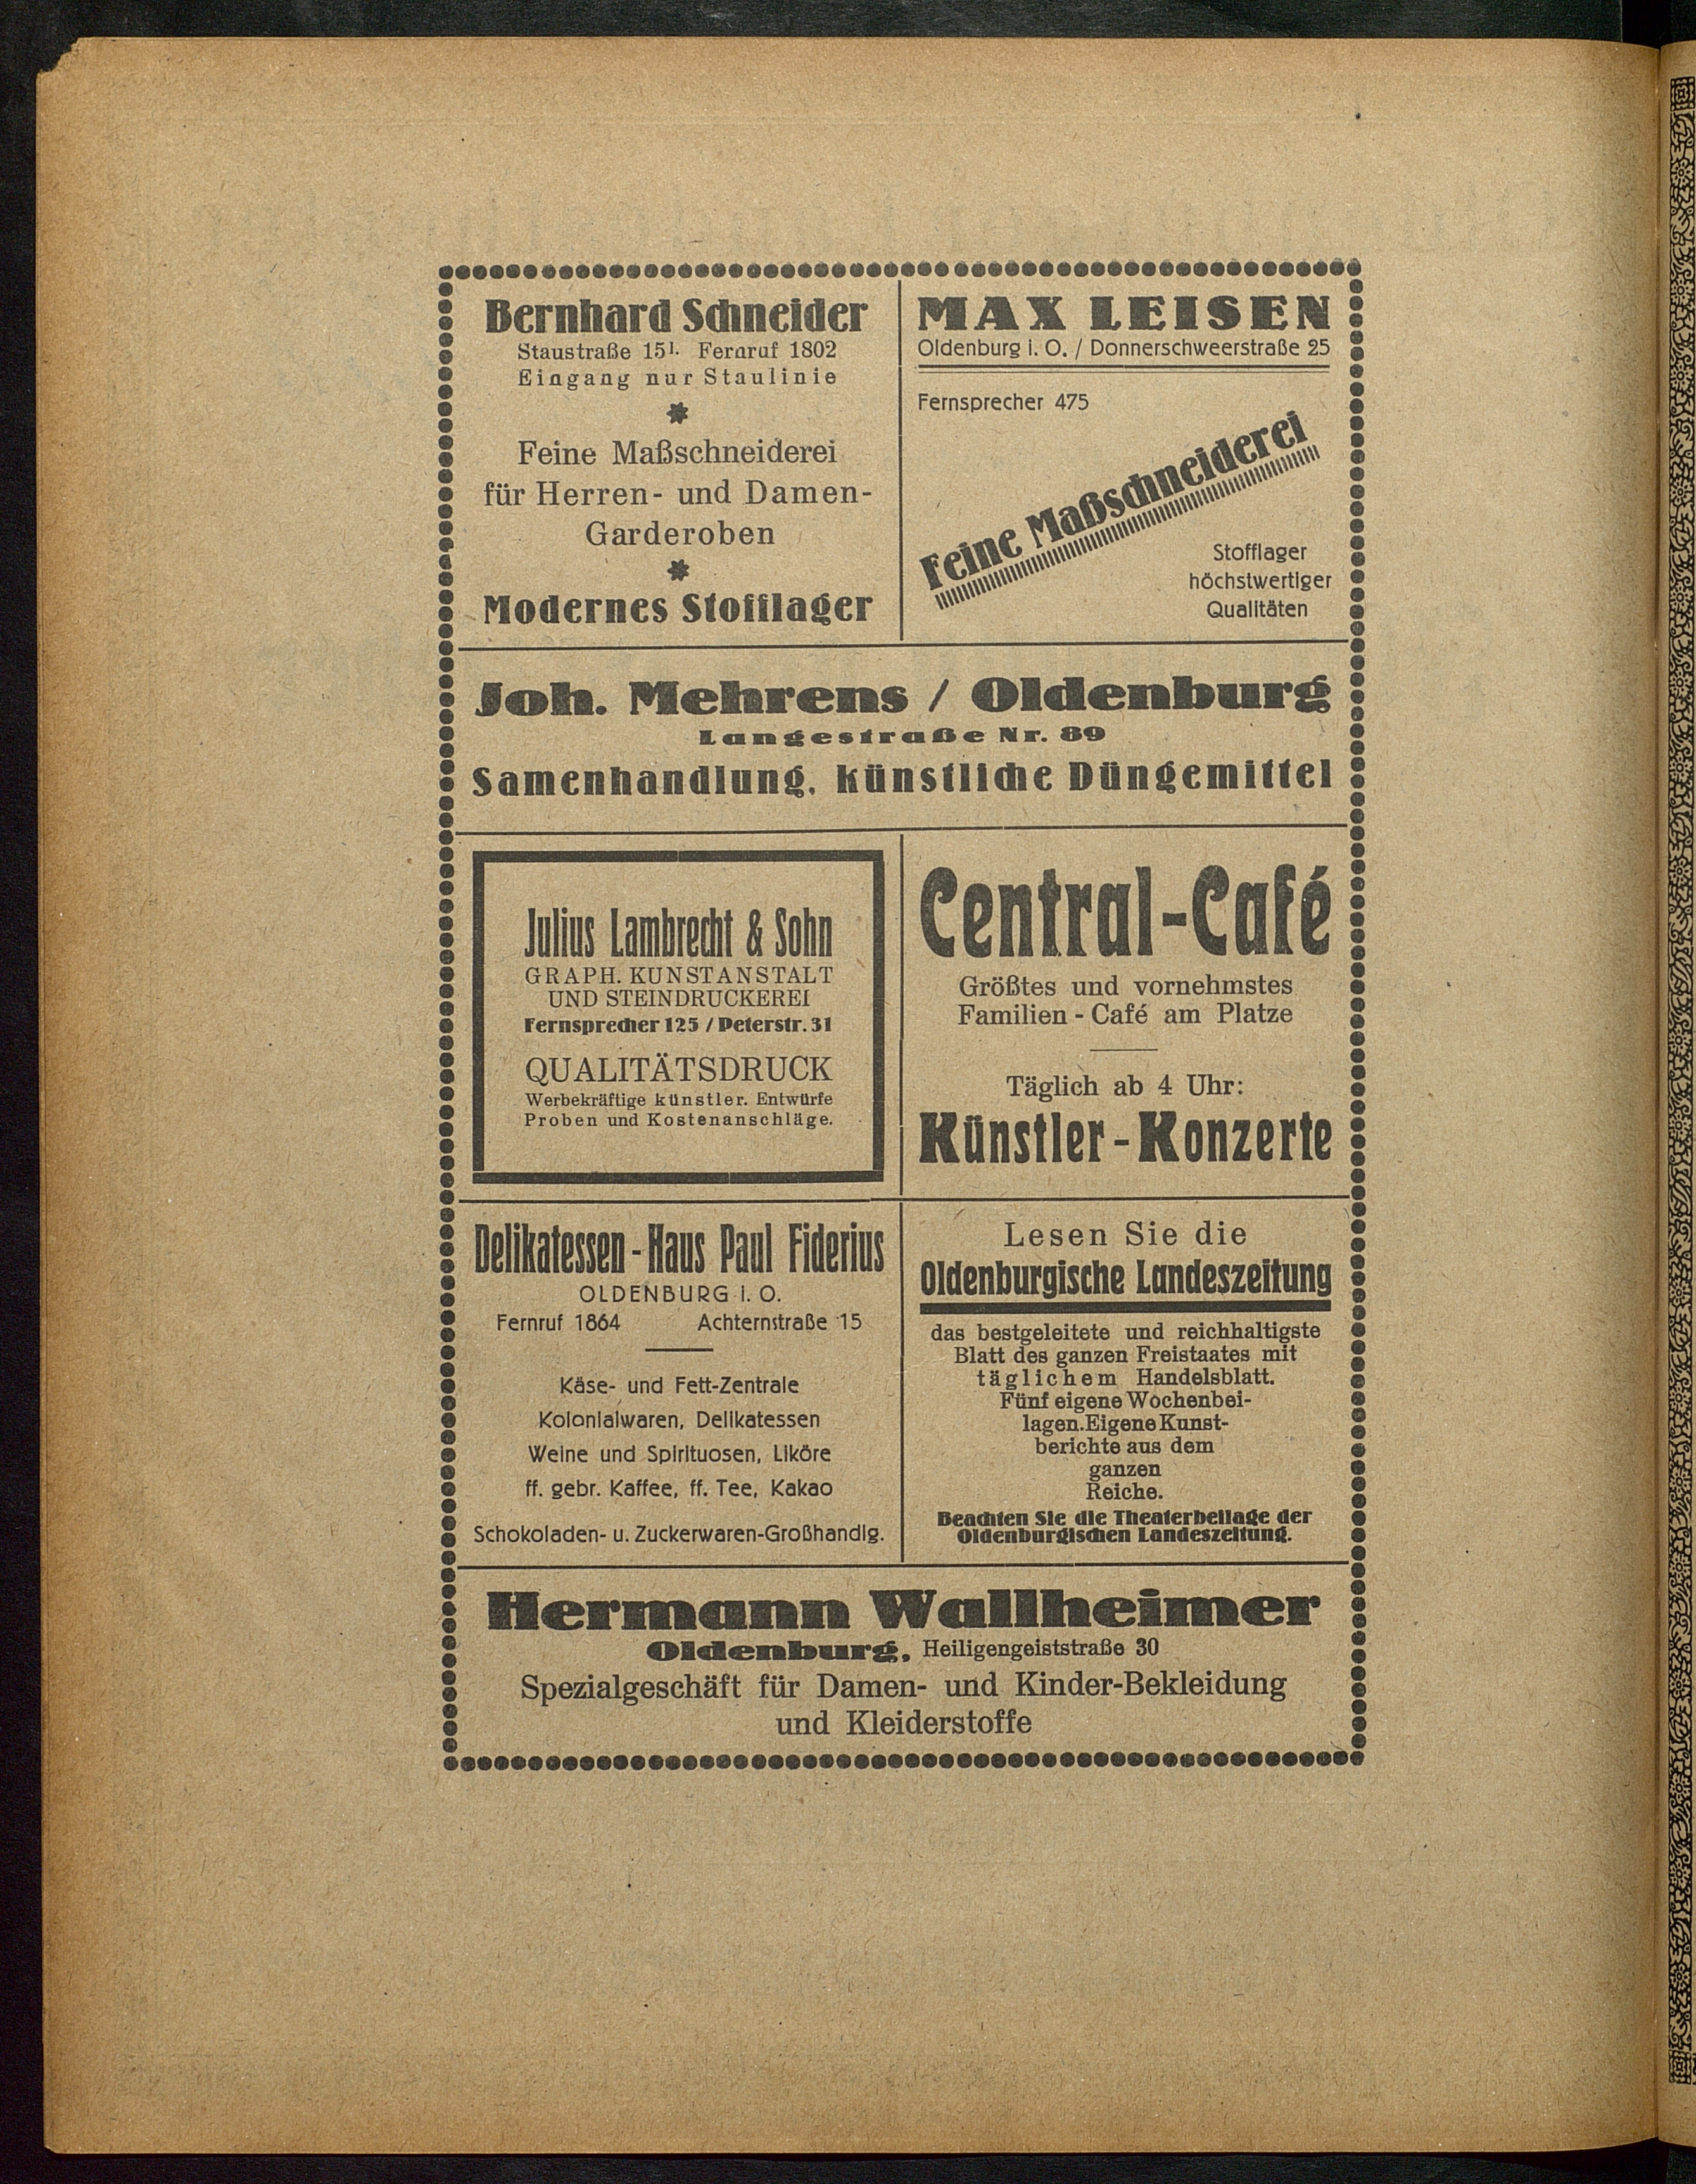 Bernhard Schneider
Staustraße 15I. Fernruf 1802
Eingang nur Staulinie
Feine Maßschneiderei
für Herren- und Damen-
Garderoben
Modernes Stofflager
MAX LEISEN
Oldenburg i. O. / Donnerschweerstraße 25
Fernsprecher 475
Feine Maßschneiderei
Stofflager
höchstwertiger
Qualitäten
Joh. Mehrens / Oldenburg
Langestraße Nr. 89
Samenhandlung, künstliche Düngemittel
Julius Lambrecht & Sohn
GRAPH. KUNSTANSTALT
UND STEINDRUCKEREI
Fernsprecher 125 / Peterstr. 31
QUALITÄTSDRUCK
Werbekräftige künstler. Entwürfe
Proben und Kostenanschläge.
Central-Café
Größtes und vornehmstes
Familien-Café am Platze
Täglich ab 4 Uhr:
Künstler-Konzerte
Delikatessen-Haus Paul Fiderius
OLDENBURG i. O.
Fernruf 1864 Achternstraße 15
Käse- und Fett-Zentrale
Kolonialwaren, Delikatessen
Weine und Spirituosen, Liköre
ff. gebr. Kaffee, ff. Tee, Kakao
Schokoladen- u. Zuckerwaren-Großhandlg.
Lesen Sie die
Oldenburgische Landeszeitung
das bestgeleitete und reichhaltigste
Blatt des ganzen Freistaates mit
täglichem Handelsblatt.
Fünf eigene Wochenbei-
lagen. Eigene Kunst-
berichte aus dem
ganzen
Reiche.
Beachten Sie die Theaterbeilage der
Oldenburgischen Landeszeitung.
Hermann Wallheimer
Oldenburg, Heiligengeiststraße 30
Spezialgeschäft für Damen- und Kinder-Bekleidung
und Kleiderstoffe